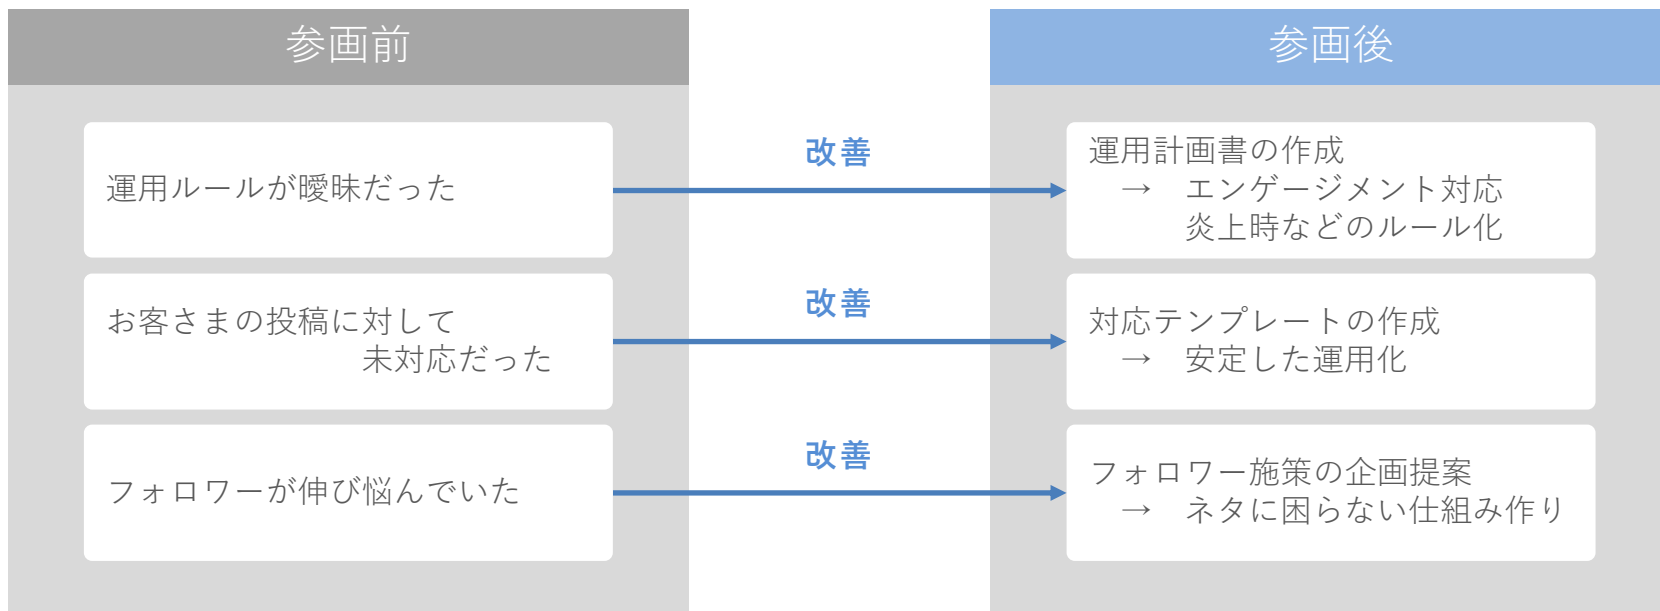 参画前
参画後
運用ルールが曖昧だった
改善
運用計画書の作成
→ エンゲージメント対応
炎上時などのルール化
お客さまの投稿に対して
未対応だった
改善
対応テンプレートの作成
→ 安定した運用化
フォロワーが伸び悩んでいた
改善
フォロワー施策の企画提案
→ ネタに困らない仕組み作り